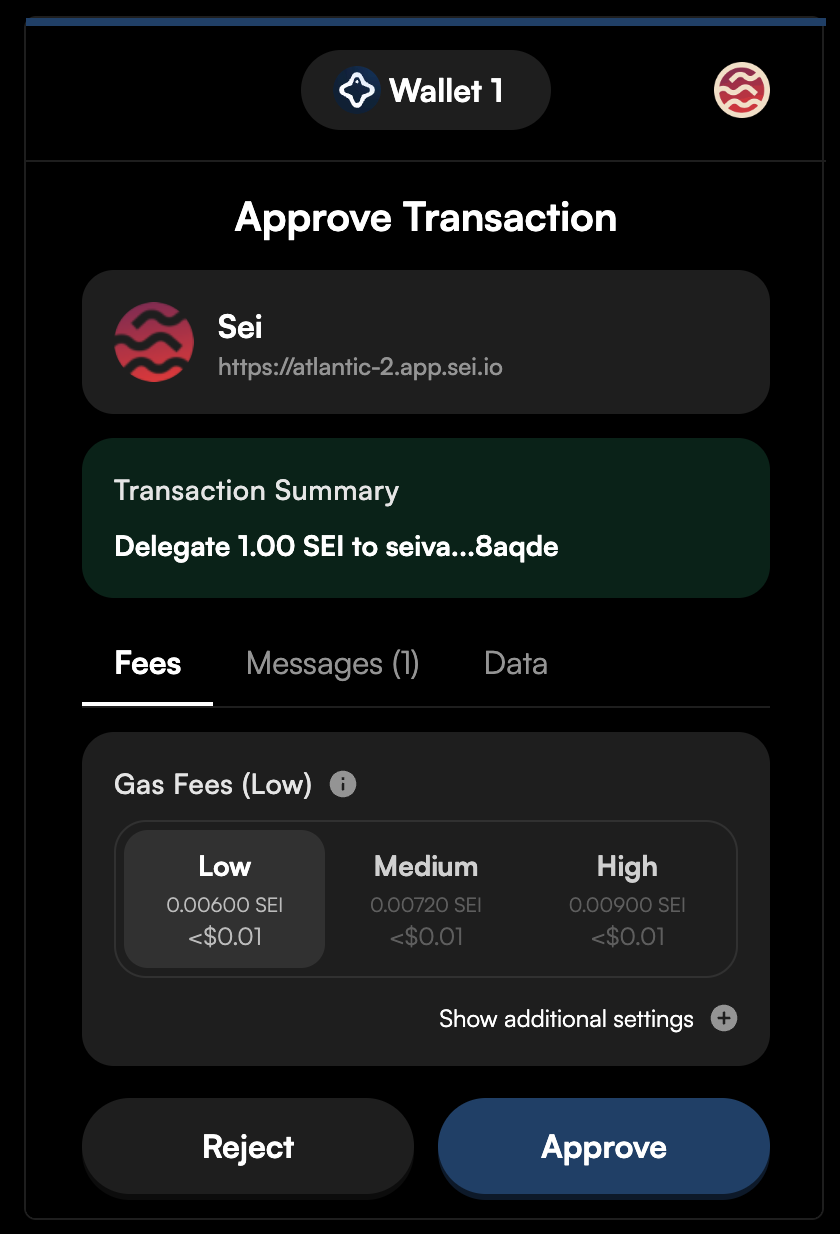 Wallet 1
Approve Transaction
Sei
https://atlantic-2.app.sei.io
Transaction Summary
Delegate 1.00 SEI to seiva...8aqde
Fees Messages (1) Data
Gas Fees (Low)
Low Medium High
0.00600 SEI 0.00720 SEI 0.00900 SEI
<$0.01 <$0.01 <$0.01
Show additional settings
Reject Approve